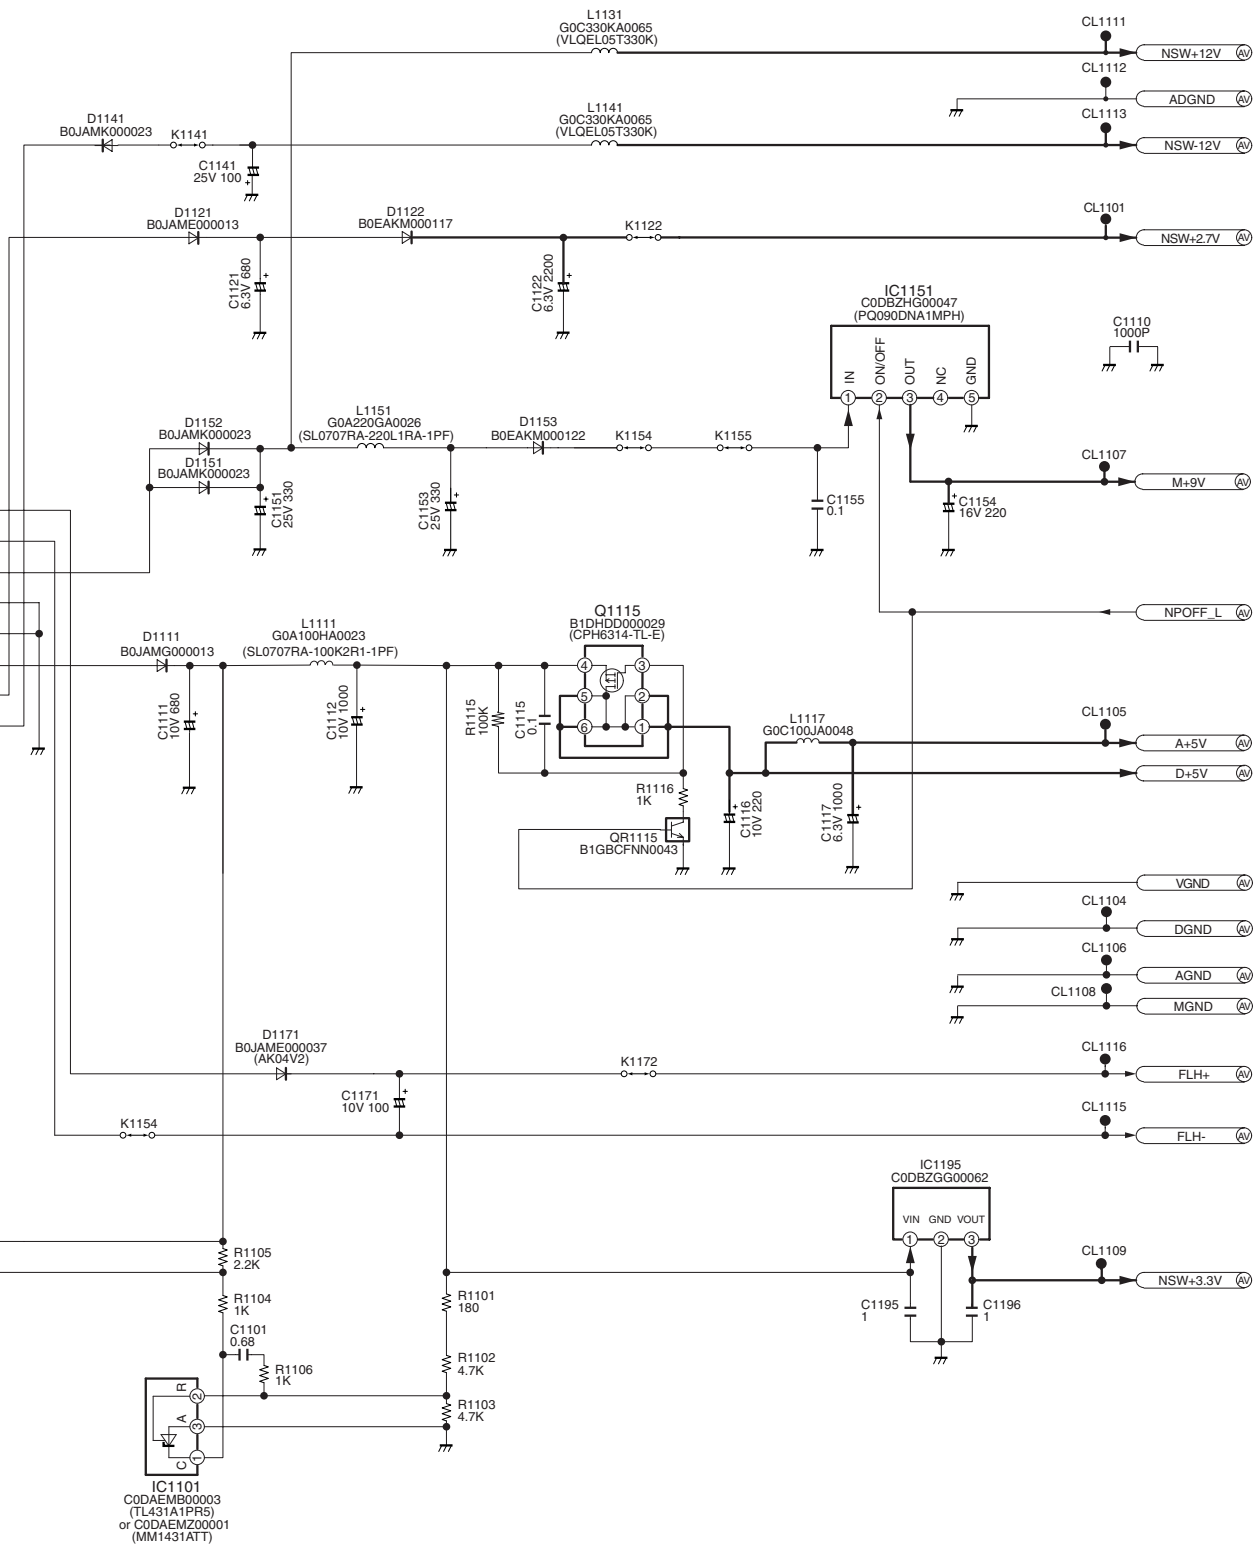 L1131
G0C330KA0065
(VLQEL05T330K)
CL1111
NSW+12V AV
CL1112
ADGND AV
L1141
G0C330KA0065
(VLQEL05T330K)
CL1113
NSW-12V AV
D1141
B0JAMK000023
K1141
C1141
25V 100
+
D1121
B0JAME000013
D1122
B0EAKM000117
K1122
CL1101
NSW+2.7V AV
C1121
6.3V 680
+
C1122
6.3V 2200
+
IC1151
C0DBZHG00047
(PQ090DNA1MPH)
IN
ON/OFF
OUT
NC
GND
1 2 3 4 5
C1110
1000P
D1152
B0JAMK000023
D1151
B0JAMK000023
L1151
G0A220GA0026
(SL0707RA-220L1RA-1PF)
D1153
B0EAKM000122
K1154
K1155
CL1107
M+9V AV
C1151
25V 330
+
C1153
25V 330
+
C1155
0.1
+
C1154
16V 220
NPOFF_L AV
D1111
B0JAMG000013
L1111
G0A100HA0023
(SL0707RA-100K2R1-1PF)
Q1115
B1DHDD000029
(CPH6314-TL-E)
4 3
5 2
6 1
C1111
10V 680
+
C1112
10V 1000
+
R1115
100K
C1115
0.1
L1117
G0C100JA0048
CL1105
A+5V AV
D+5V AV
R1116
1K
C1116
10V 220
+
C1117
6.3V 1000
+
QR1115
B1GBCFNN0043
VGND AV
CL1104
DGND AV
CL1106
AGND AV
CL1108
MGND AV
D1171
B0JAME000037
(AK04V2)
K1172
CL1116
FLH+ AV
C1171
10V 100
+
K1154
CL1115
FLH- AV
IC1195
C0DBZGG00062
VIN GND VOUT
1 2 3
R1105
2.2K
CL1109
NSW+3.3V AV
R1104
1K
R1101
180
C1195
1
C1196
1
C1101
0.68
R1106
1K
R1102
4.7K
R1103
4.7K
R
2
A
3
C
1
IC1101
C0DAEMB00003
(TL431A1PR5)
or C0DAEMZ00001
(MM1431ATT)